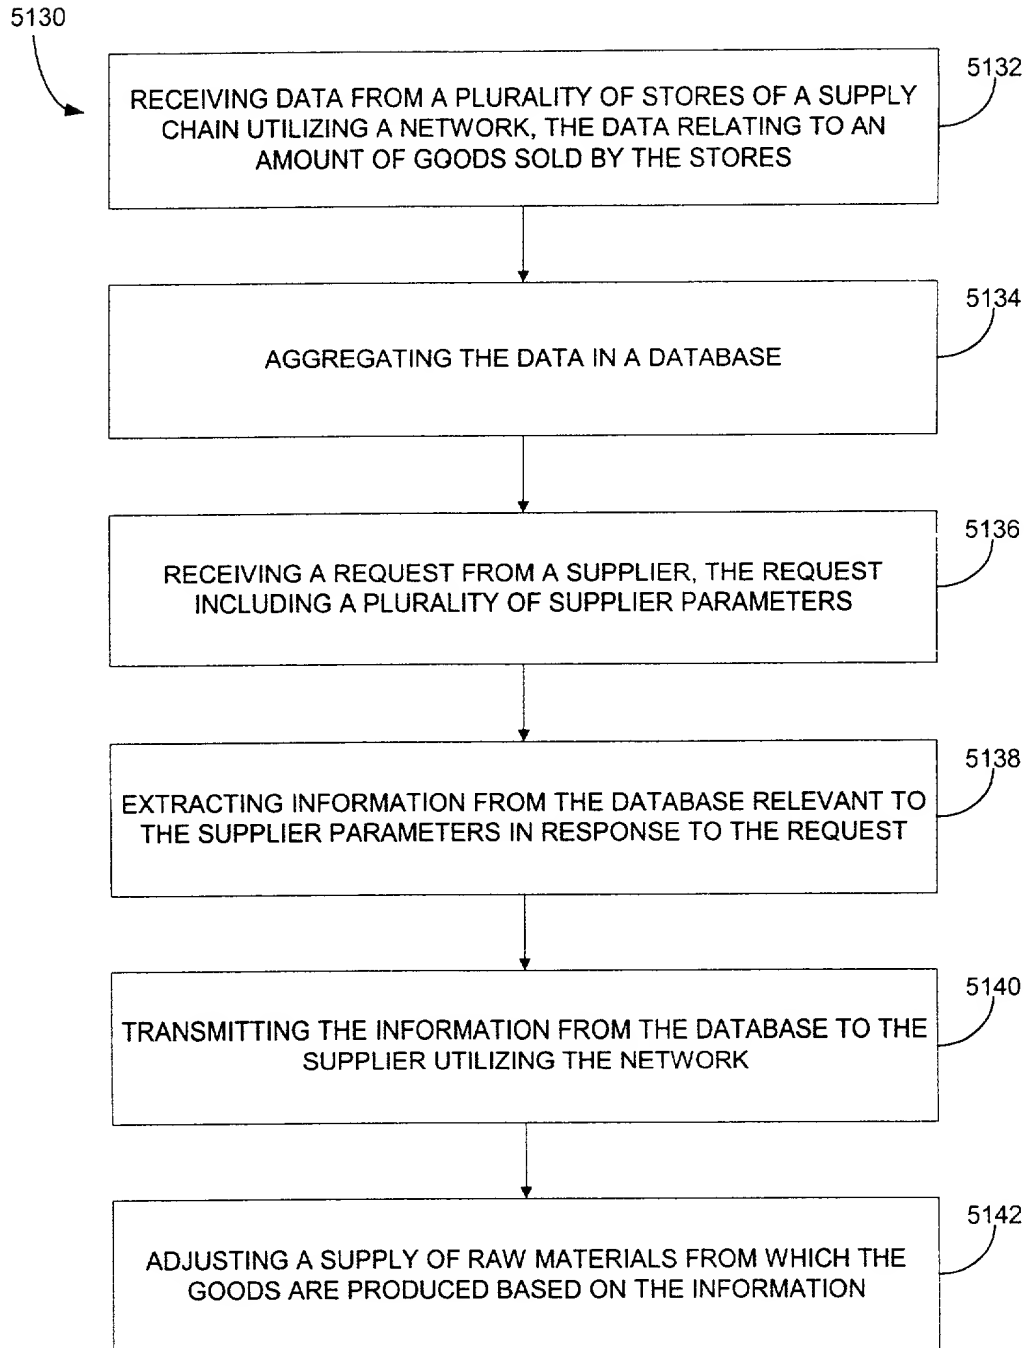 5130
5132
RECEIVING DATA FROM A PLURALITY OF STORES OF A SUPPLY
CHAIN UTILIZING A NETWORK, THE DATA RELATING TO AN
AMOUNT OF GOODS SOLD BY THE STORES
5134
AGGREGATING THE DATA IN A DATABASE
5136
RECEIVING A REQUEST FROM A SUPPLIER, THE REQUEST
INCLUDING A PLURALITY OF SUPPLIER PARAMETERS
5138
EXTRACTING INFORMATION FROM THE DATABASE RELEVANT TO
THE SUPPLIER PARAMETERS IN RESPONSE TO THE REQUEST
5140
TRANSMITTING THE INFORMATION FROM THE DATABASE TO THE
SUPPLIER UTILIZING THE NETWORK
5142
ADJUSTING A SUPPLY OF RAW MATERIALS FROM WHICH THE
GOODS ARE PRODUCED BASED ON THE INFORMATION